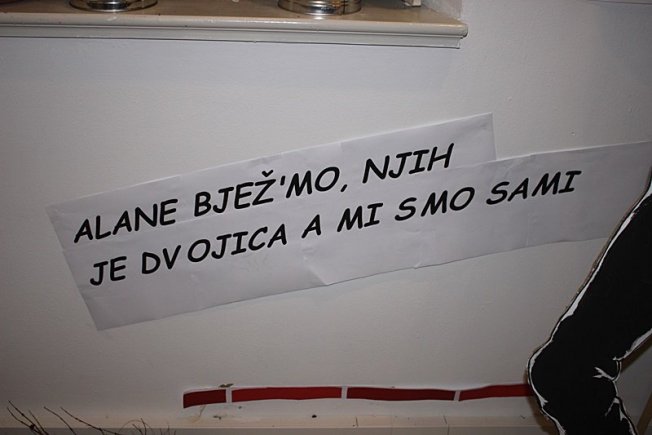 ALANE BJEŽ'MO, NJIH
JE DVOJICA A MI SMO SAMI